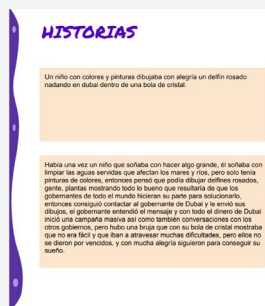 HISTORIAS
Un niño con colores y pinturas dibujaba con alegría un delfín rosado
nadando en dubai dentro de una bola de cristal.
Había una vez un niño que soñaba con hacer algo grande, él soñaba con
limpiar las aguas servidas que afectan los mares y ríos, pero solo tenía
pinturas de colores, entonces pensó que podía dibujar delfines rosados,
gente, plantas mostrando todo lo bueno que resultaría de que los
gobernantes de todo el mundo hicieran su parte para solucionarlo,
entonces consiguió contactar al gobernante de Dubai y le envió sus
dibujos, el gobernante entendió el mensaje y con todo el dinero de Dubai
inició una campaña masiva así como también conversaciones con los
otros gobiernos, pero hubo una bruja que con su bola de cristal mostraba
que no era fácil y que iban a atravesar muchas dificultades, pero ellos no
se dieron por vencidos, y con mucha alegría siguieron para conseguir su
sueño.